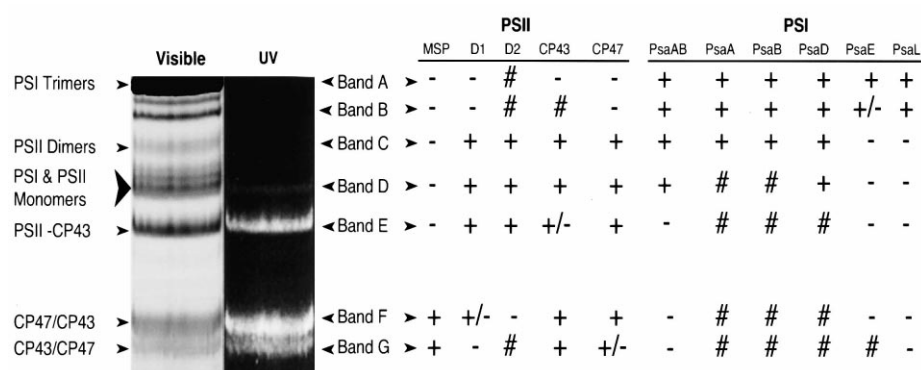 PSII PSI
Visible UV MSP D1 D2 CP43 CP47 PsaAB PsaA PsaB PsaD PsaE PsaL
PSI Trimers Band A - - # - - + + + + + +
Band B - - # # - + + + + +/- +
PSII Dimers Band C - + + + + + + + + - -
PSI & PSII
Monomers Band D - + + + + + # # + - -
PSII -CP43 Band E - + + +/- + - # # # - -
CP47/CP43 Band F + +/- - + + - # # # - -
CP43/CP47 Band G + - # + +/- - # # # # -